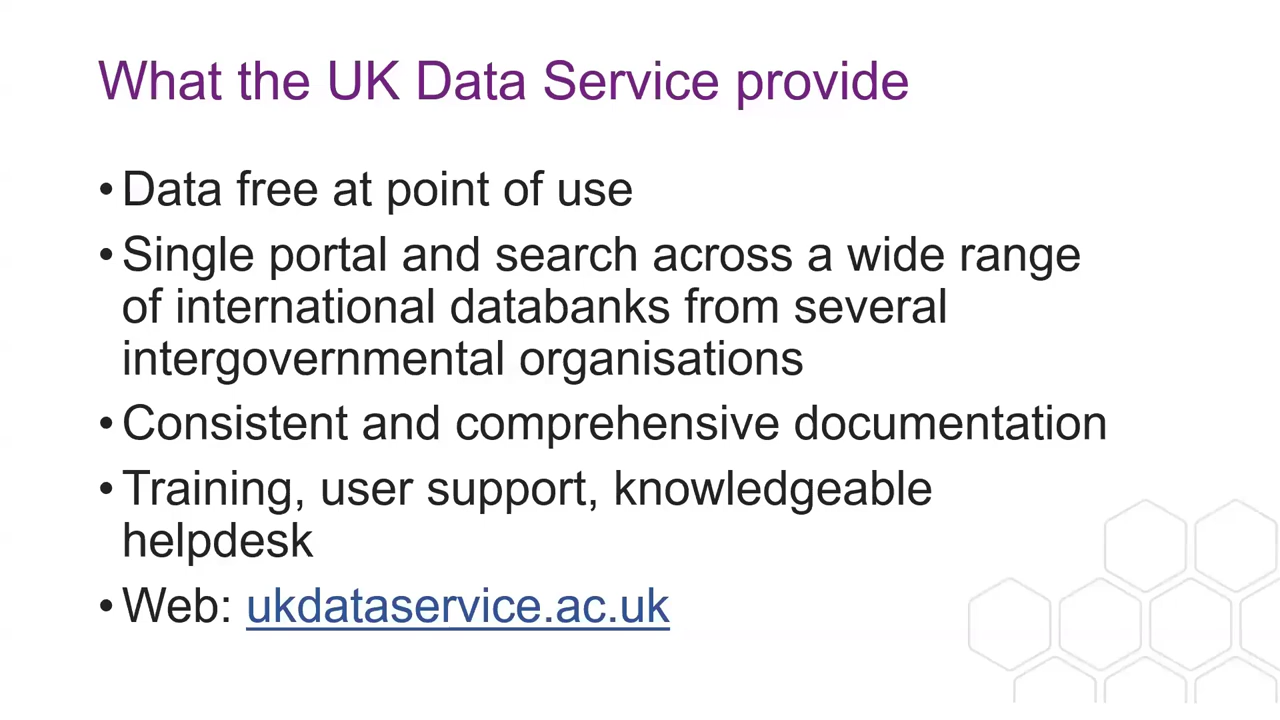 What the UK Data Service provide
•Data free at point of use
•Single portal and search across a wide range
of international databanks from several
intergovernmental organisations
•Consistent and comprehensive documentation
•Training, user support, knowledgeable
helpdesk
•Web: ukdataservice.ac.uk